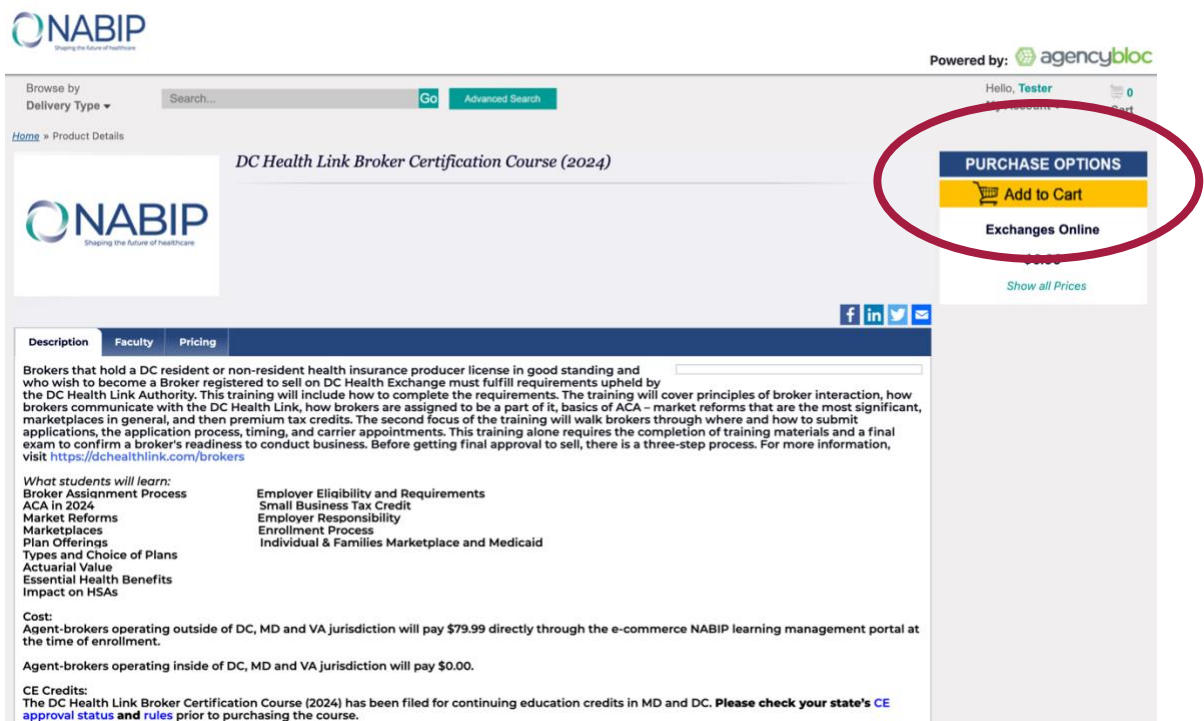 NABIP
Shaping the future of healthcare
Powered by: agencybloc
Browse by
Delivery Type
Search...
Go
Advanced Search
Hello, Tester
My Account
0
Cart
Home » Product Details
DC Health Link Broker Certification Course (2024)
NABIP
Shaping the future of healthcare
PURCHASE OPTIONS
Add to Cart
Exchanges Online
Show all Prices
Description Faculty Pricing
Brokers that hold a DC resident or non-resident health insurance producer license in good standing and
who wish to become a Broker registered to sell on DC Health Exchange must fulfill requirements upheld by
the DC Health Link Authority. This training will include how to complete the requirements. The training will cover principles of broker interaction, how
brokers communicate with the DC Health Link, how brokers are assigned to be a part of it, basics of ACA – market reforms that are the most significant,
marketplaces in general, and then premium tax credits. The second focus of the training will walk brokers through where and how to submit
applications, the application process, timing, and carrier appointments. This training alone requires the completion of training materials and a final
exam to confirm a broker's readiness to conduct business. Before getting final approval to sell, there is a three-step process. For more information,
visit https://dchealthlink.com/brokers
What students will learn:
Broker Assignment Process Employer Eligibility and Requirements
ACA in 2024 Small Business Tax Credit
Market Reforms Employer Responsibility
Marketplaces Enrollment Process
Plan Offerings Individual & Families Marketplace and Medicaid
Types and Choice of Plans
Actuarial Value
Essential Health Benefits
Impact on HSAs
Cost:
Agent-brokers operating outside of DC, MD and VA jurisdiction will pay $79.99 directly through the e-commerce NABIP learning management portal at
the time of enrollment.
Agent-brokers operating inside of DC, MD and VA jurisdiction will pay $0.00.
CE Credits:
The DC Health Link Broker Certification Course (2024) has been filed for continuing education credits in MD and DC. Please check your state's CE
approval status and rules prior to purchasing the course.